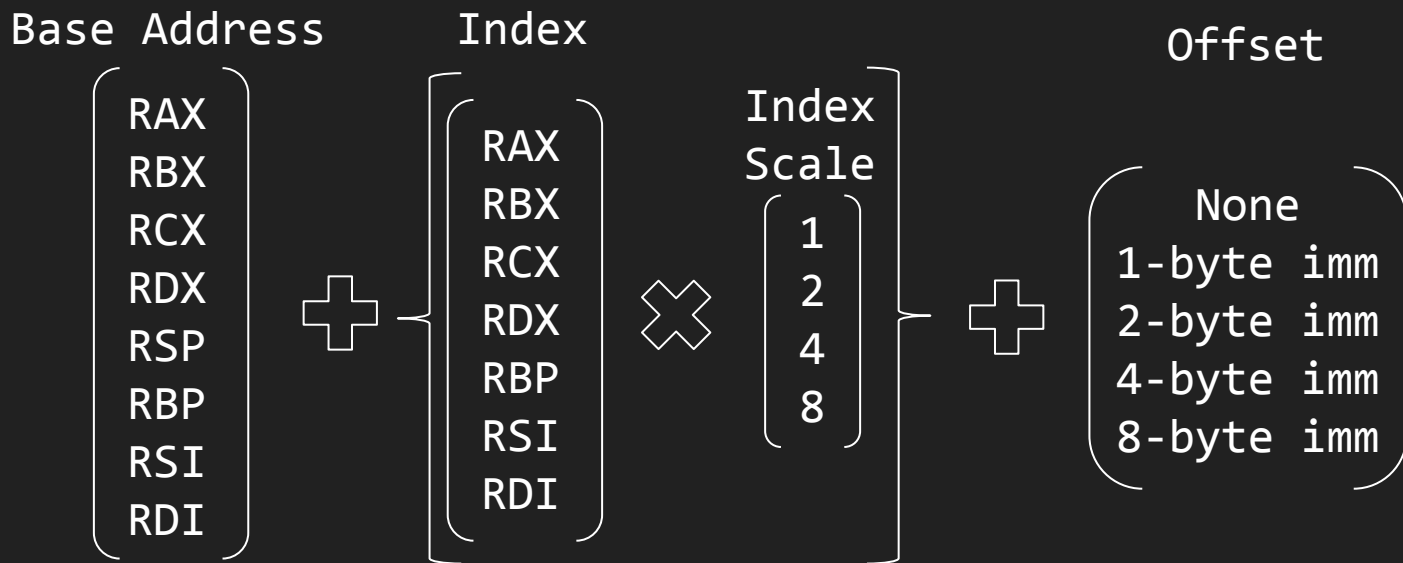 Base Address
RAX
RBX
RCX
RDX
RSP
RBP
RSI
RDI
Index
RAX
RBX
RCX
RDX
RBP
RSI
RDI
Index
Scale
1
2
4
8
Offset
None
1-byte imm
2-byte imm
4-byte imm
8-byte imm